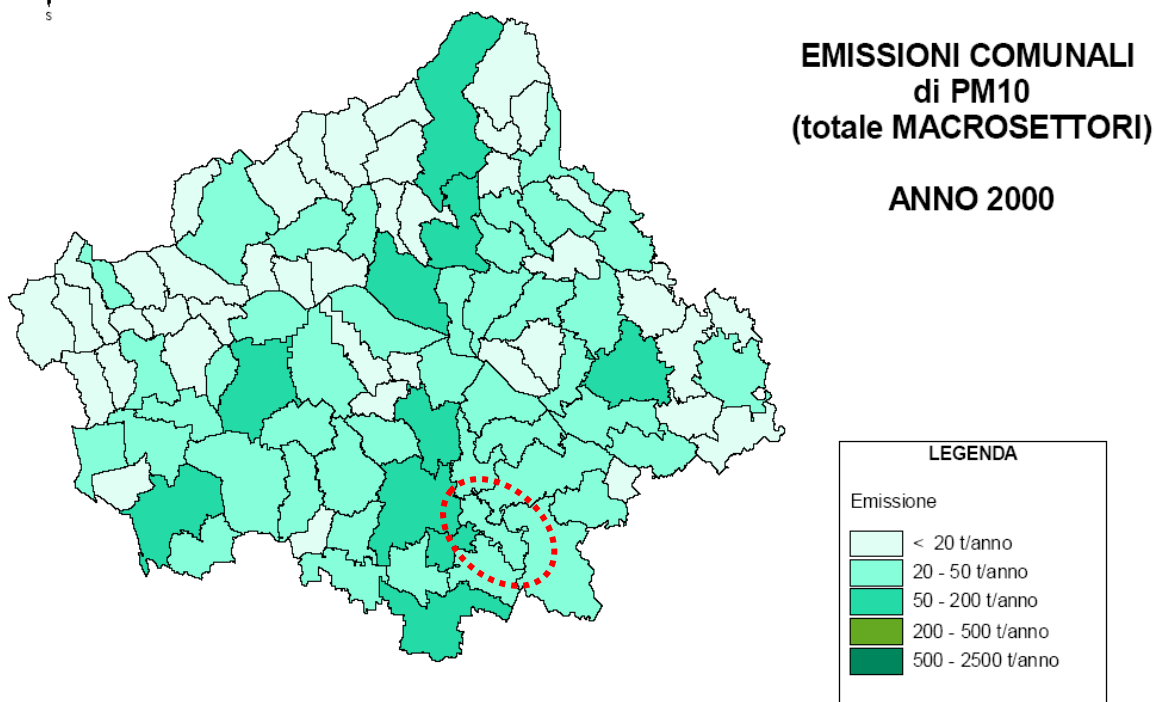 S
EMISSIONI COMUNALI
di PM10
(totale MACROSETTORI)
ANNO 2000
LEGENDA
Emissione
< 20 t/anno
20 - 50 t/anno
50 - 200 t/anno
200 - 500 t/anno
500 - 2500 t/anno